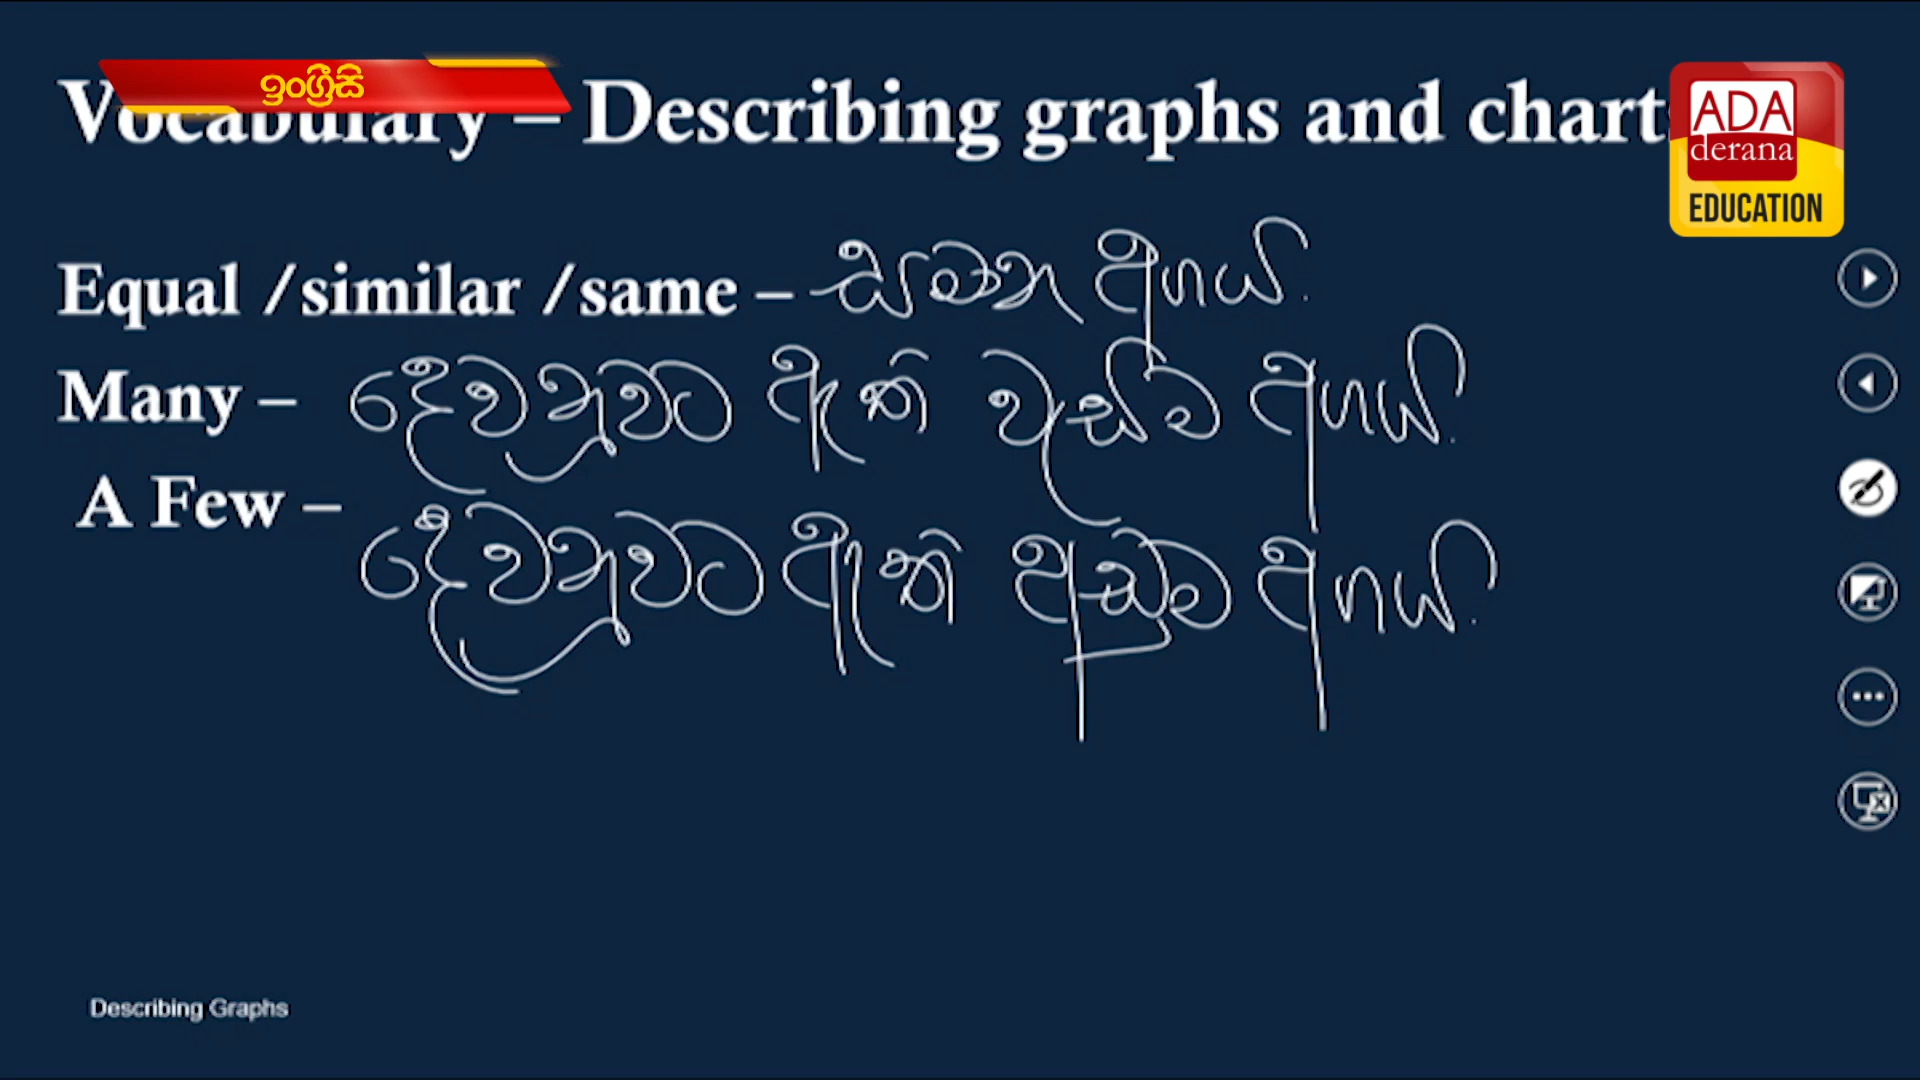 ඉංග්‍රීසි
Vocabulary – Describing graphs and charts
ADA
derana
EDUCATION
Equal /similar /same – සමාන අගය්.
Many – දෙවනුවට ඇති වැඩිම අගය්.
A Few – දෙවනුවට ඇති අඩුම අගය්.
Describing Graphs